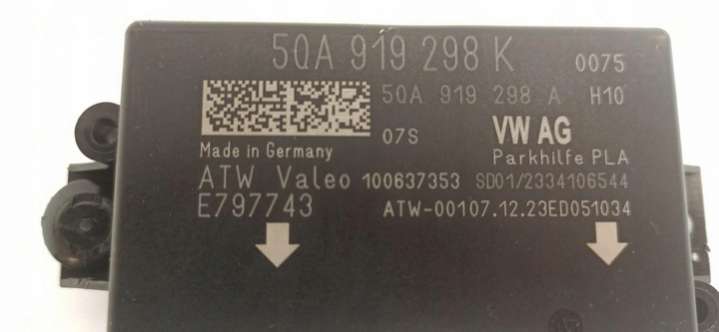 5QA 919 298 K 0075
5QA 919 298 A H10
07S VW AG
Made in Germany Parkhilfe PLA
ATW Valeo 100637353 SD01/2334106544
E797743 ATW-00107.12.23ED051034